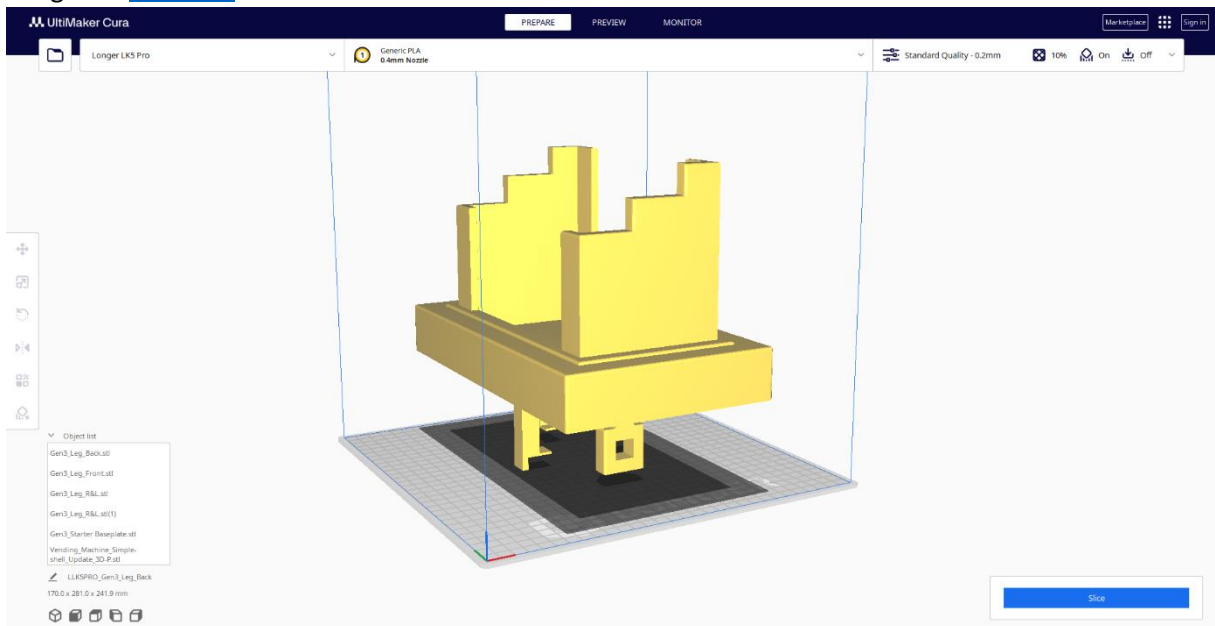 UltiMaker Cura
PREPARE
PREVIEW
MONITOR
Marketplace
Sign in
Longer LK5 Pro
1
Generic PLA
0.4mm Nozzle
Standard Quality - 0.2mm
10%
On
Off
Object list
Gen3_Leg_Back.stl
Gen3_Leg_Front.stl
Gen3_Leg_R&L.stl
Gen3_Leg_R&L.stl(1)
Gen3_Starter Baseplate.stl
Vending_Machine_Simple-
shell_Update_3D-P.stl
LLK5PRO_Gen3_Leg_Back
170.0 x 281.0 x 241.9 mm
Slice